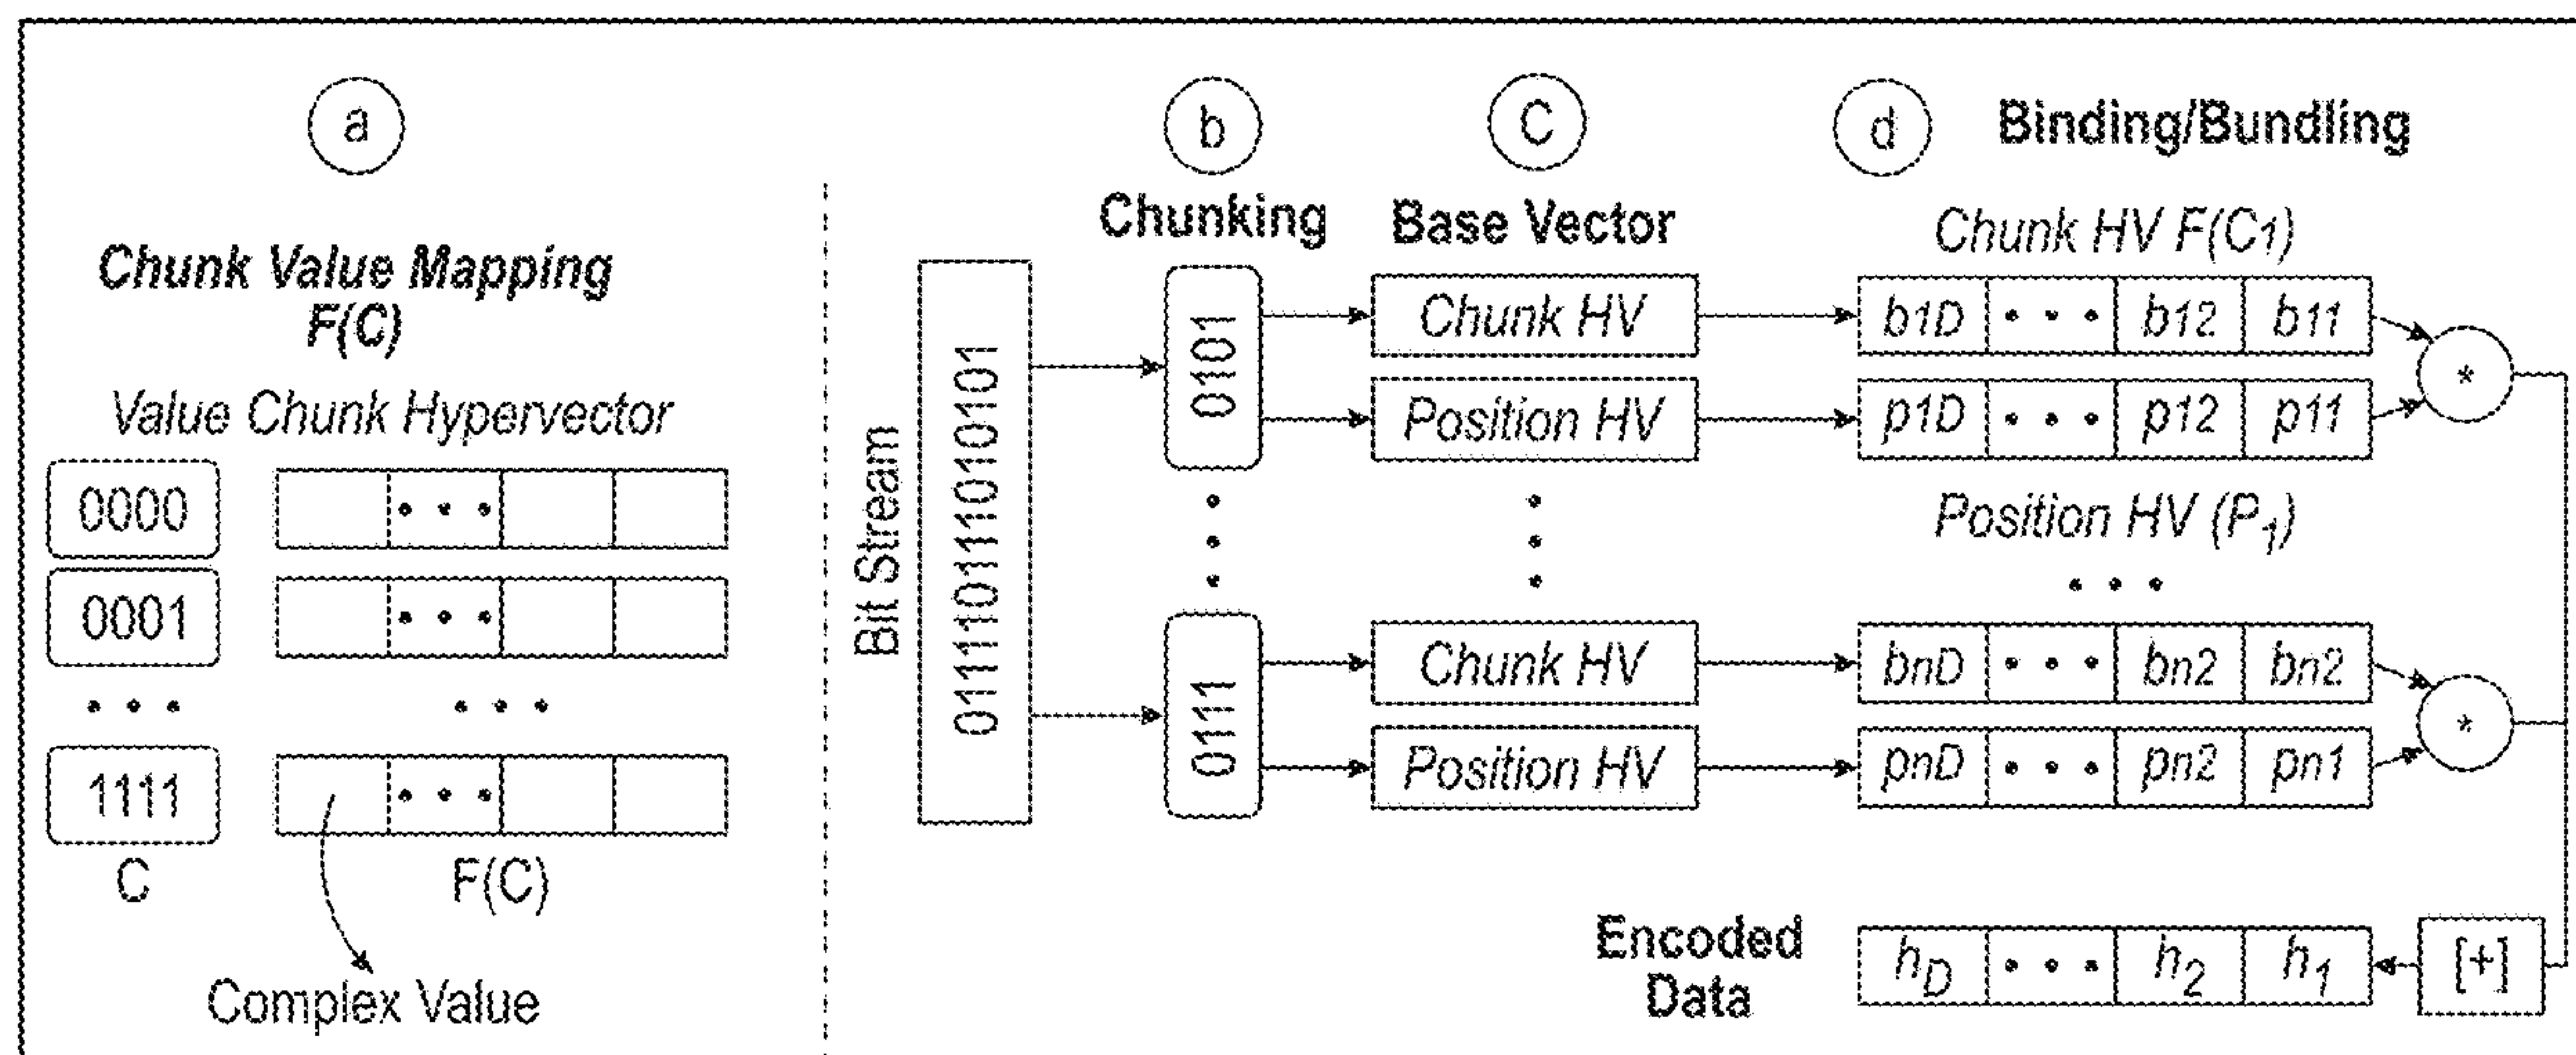 a
Chunk Value Mapping
F(C)
Value Chunk Hypervector
0000
0001
1111
C
F(C)
Complex Value
Bit Stream
b
Chunking
0101
0111
C
Base Vector
Chunk HV
Position HV
Chunk HV
Position HV
d
Binding/Bundling
Chunk HV F(C1)
b1D • • • b12 b11
*
p1D • • • p12 p11
Position HV (P1)
• • •
bnD • • • bn2 bn2
*
pnD • • • pn2 pn1
Encoded
Data
hD • • • h2 h1
[+]